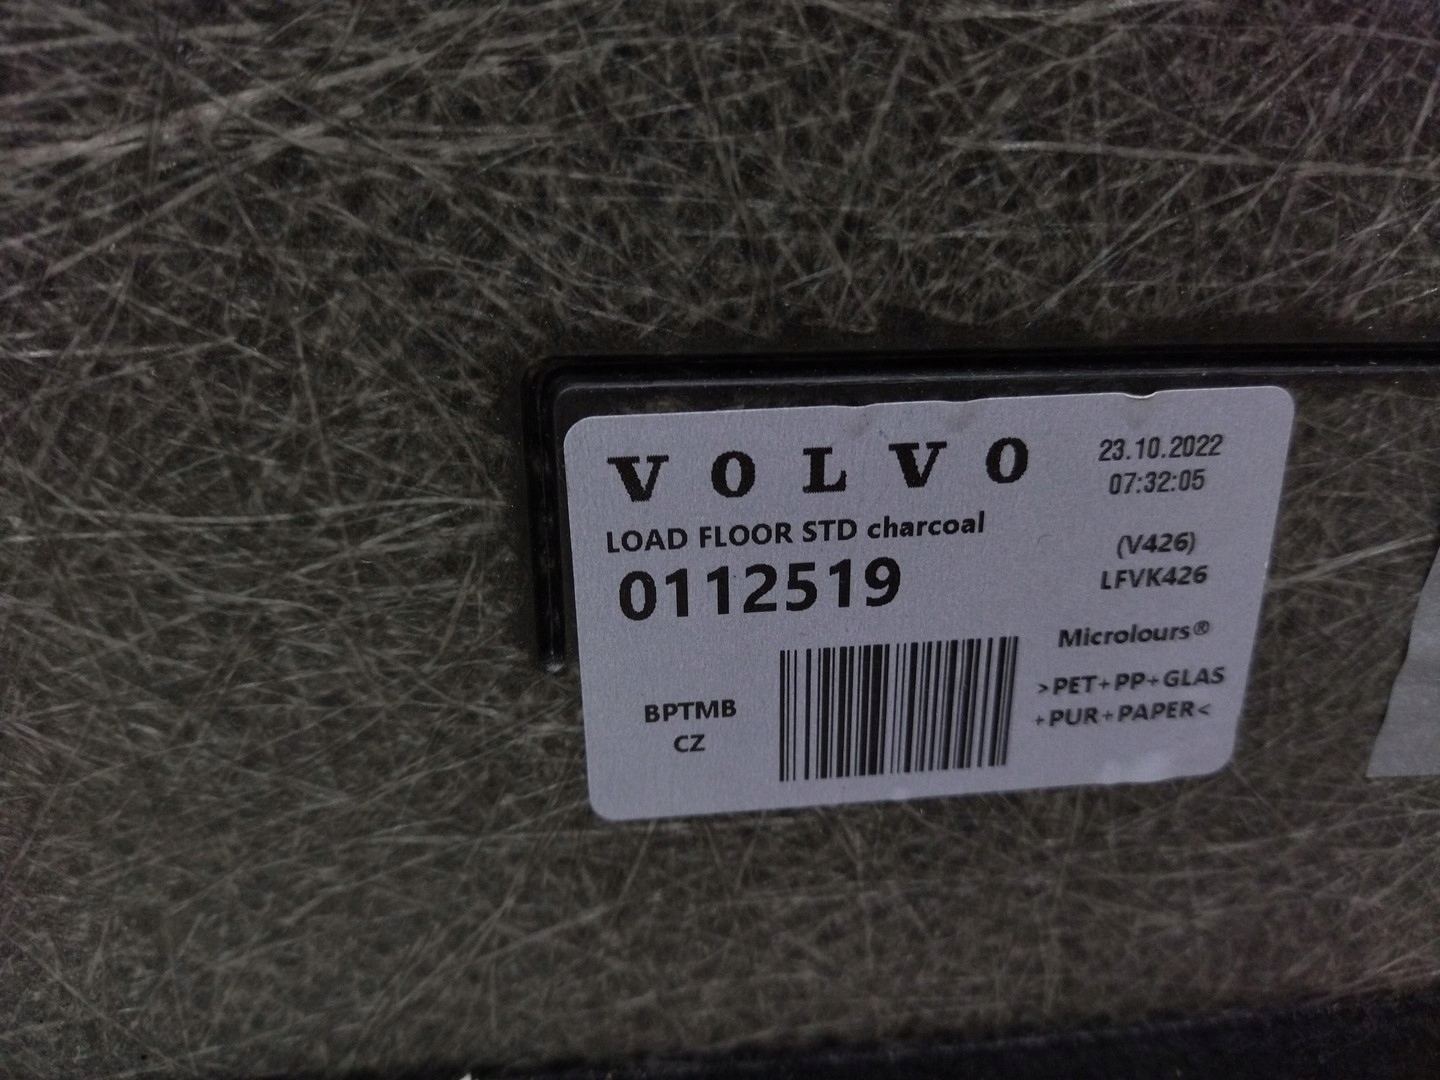 VOLVO
23.10.2022
07:32:05
LOAD FLOOR STD charcoal
0112519
(V426)
LFVK426
Microlours®
>PET+PP+GLAS
+PUR+PAPER<
BPTMB
CZ